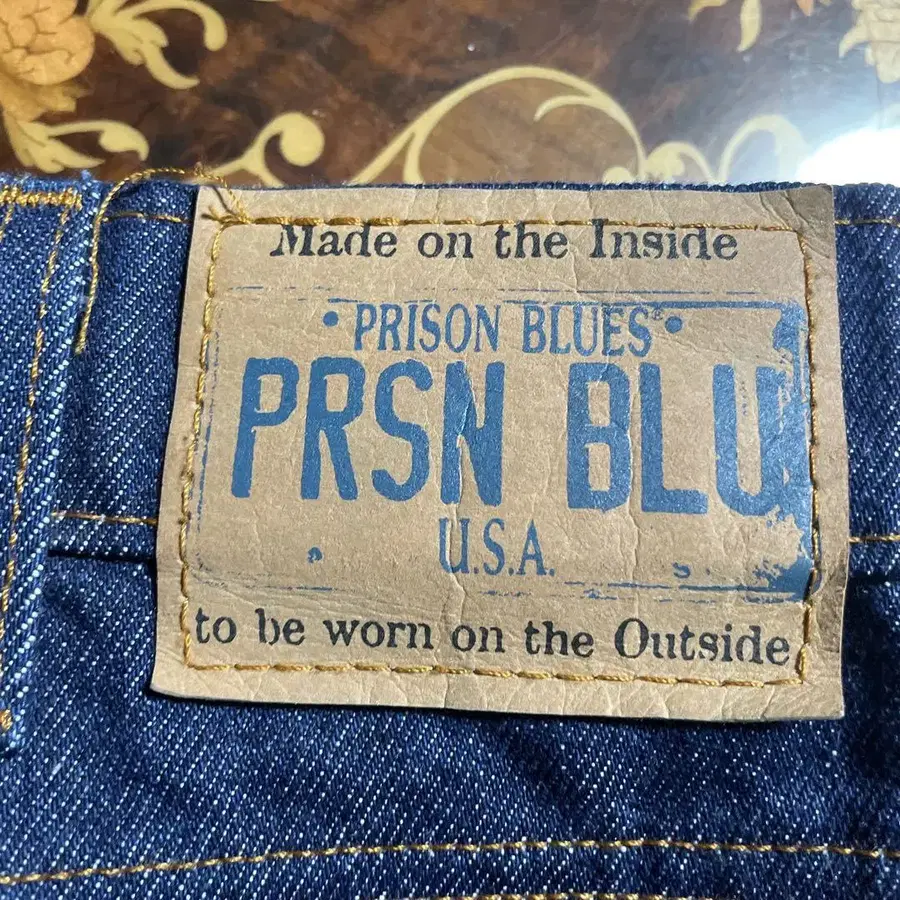 Made on the Inside
• PRISON BLUES® •
PRSN BLU
U.S.A.
to be worn on the Outside